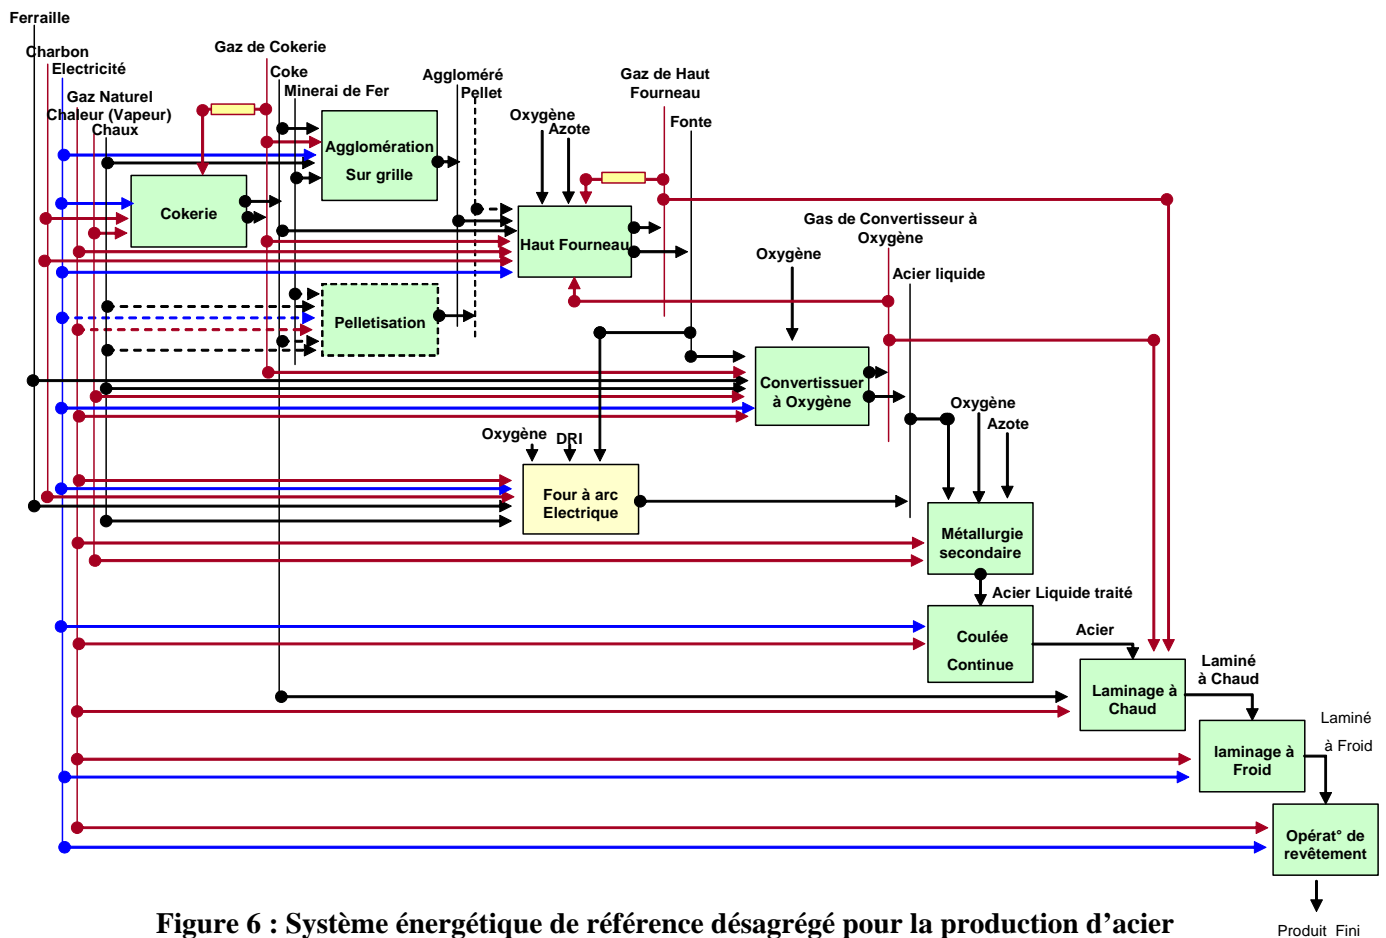 Ferraille
Charbon
Electricité
Gaz Naturel
Chaleur (Vapeur)
Chaux
Gaz de Cokerie
Coke
Minerai de Fer
Aggloméré
Pellet
Oxygène
Azote
Gaz de Haut
Fourneau
Fonte
Agglomération
Sur grille
Cokerie
Haut Fourneau
Gas de Convertisseur à
Oxygène
Oxygène
Acier liquide
Pelletisation
Convertissuer
à Oxygène
Oxygène
Azote
Oxygène
DRI
Four à arc
Electrique
Métallurgie
secondaire
Acier Liquide traité
Coulée
Continue
Acier
Laminage à
Chaud
Laminé
à Chaud
laminage à
Froid
Laminé
à Froid
Opérat° de
revêtement
Produit Fini
Figure 6 : Système énergétique de référence désagrégé pour la production d’acier